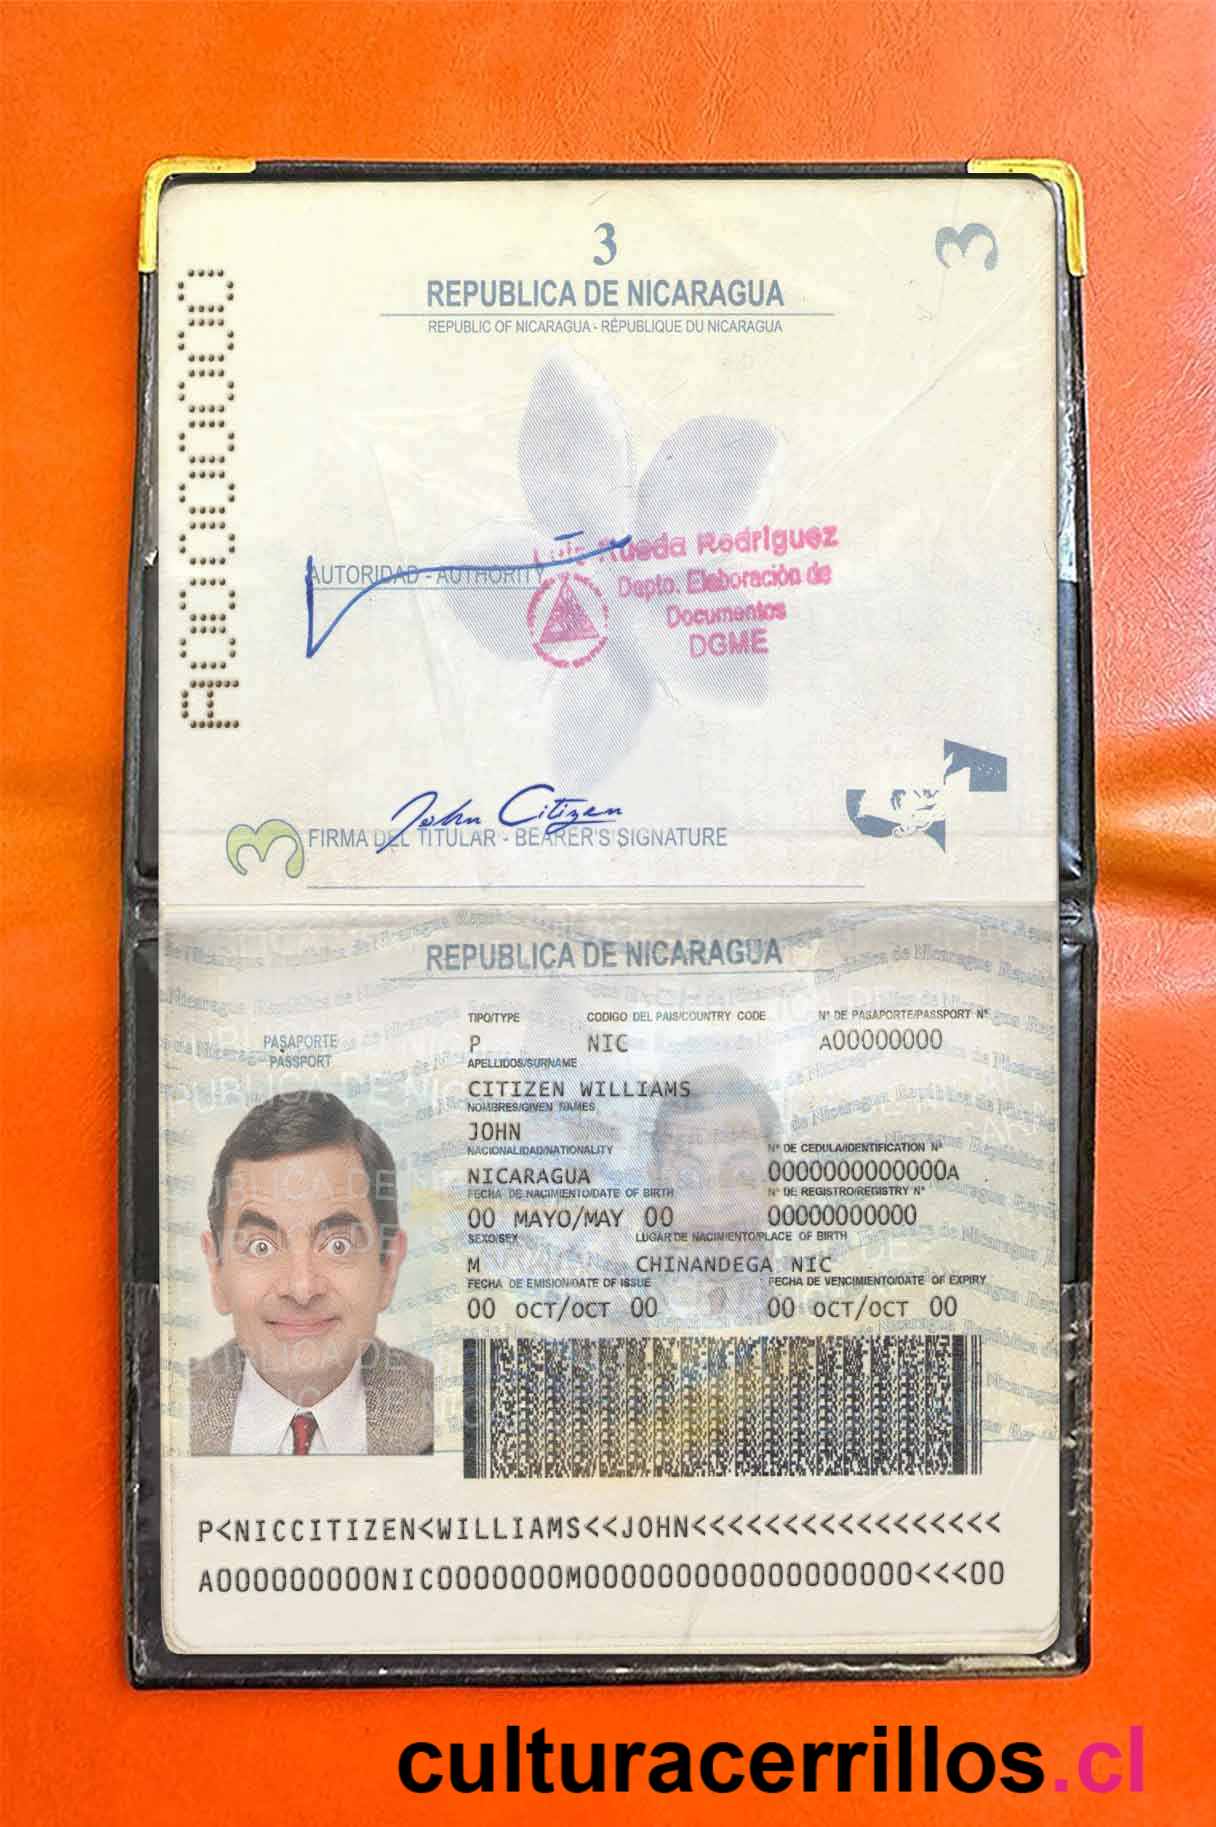 3
3
REPUBLICA DE NICARAGUA
REPUBLIC OF NICARAGUA - RÉPUBLIQUE DU NICARAGUA
A00000000
AUTORIDAD - AUTHORITY
Rueda Rodriguez
Depto. Elaboración de
Documentos
DGME
John Citizen
3 FIRMA DEL TITULAR - BEARER'S SIGNATURE
REPUBLICA DE NICARAGUA
PASAPORTE
PASSPORT
TIPO/TYPE CODIGO DEL PAIS/COUNTRY CODE Nº DE PASAPORTE/PASSPORT Nº
P NIC A00000000
APELLIDOS/SURNAME
CITIZEN WILLIAMS
NOMBRES/GIVEN NAMES
JOHN
NACIONALIDAD/NATIONALITY Nº DE CEDULA/IDENTIFICATION Nº
NICARAGUA 0000000000000A
FECHA DE NACIMIENTO/DATE OF BIRTH Nº DE REGISTRO/REGISTRY Nº
00 MAYO/MAY 00 00000000000
SEXO/SEX LUGAR DE NACIMIENTO/PLACE OF BIRTH
M CHINANDEGA NIC
FECHA DE EMISION/DATE OF ISSUE FECHA DE VENCIMIENTO/DATE OF EXPIRY
00 OCT/OCT 00 00 OCT/OCT 00
P<NICCITIZEN<WILLIAMS<<JOHN<<<<<<<<<<<<<<<<<
A000000000NIC0000000M00000000000000000000<<<00
culturacerrillos.cl